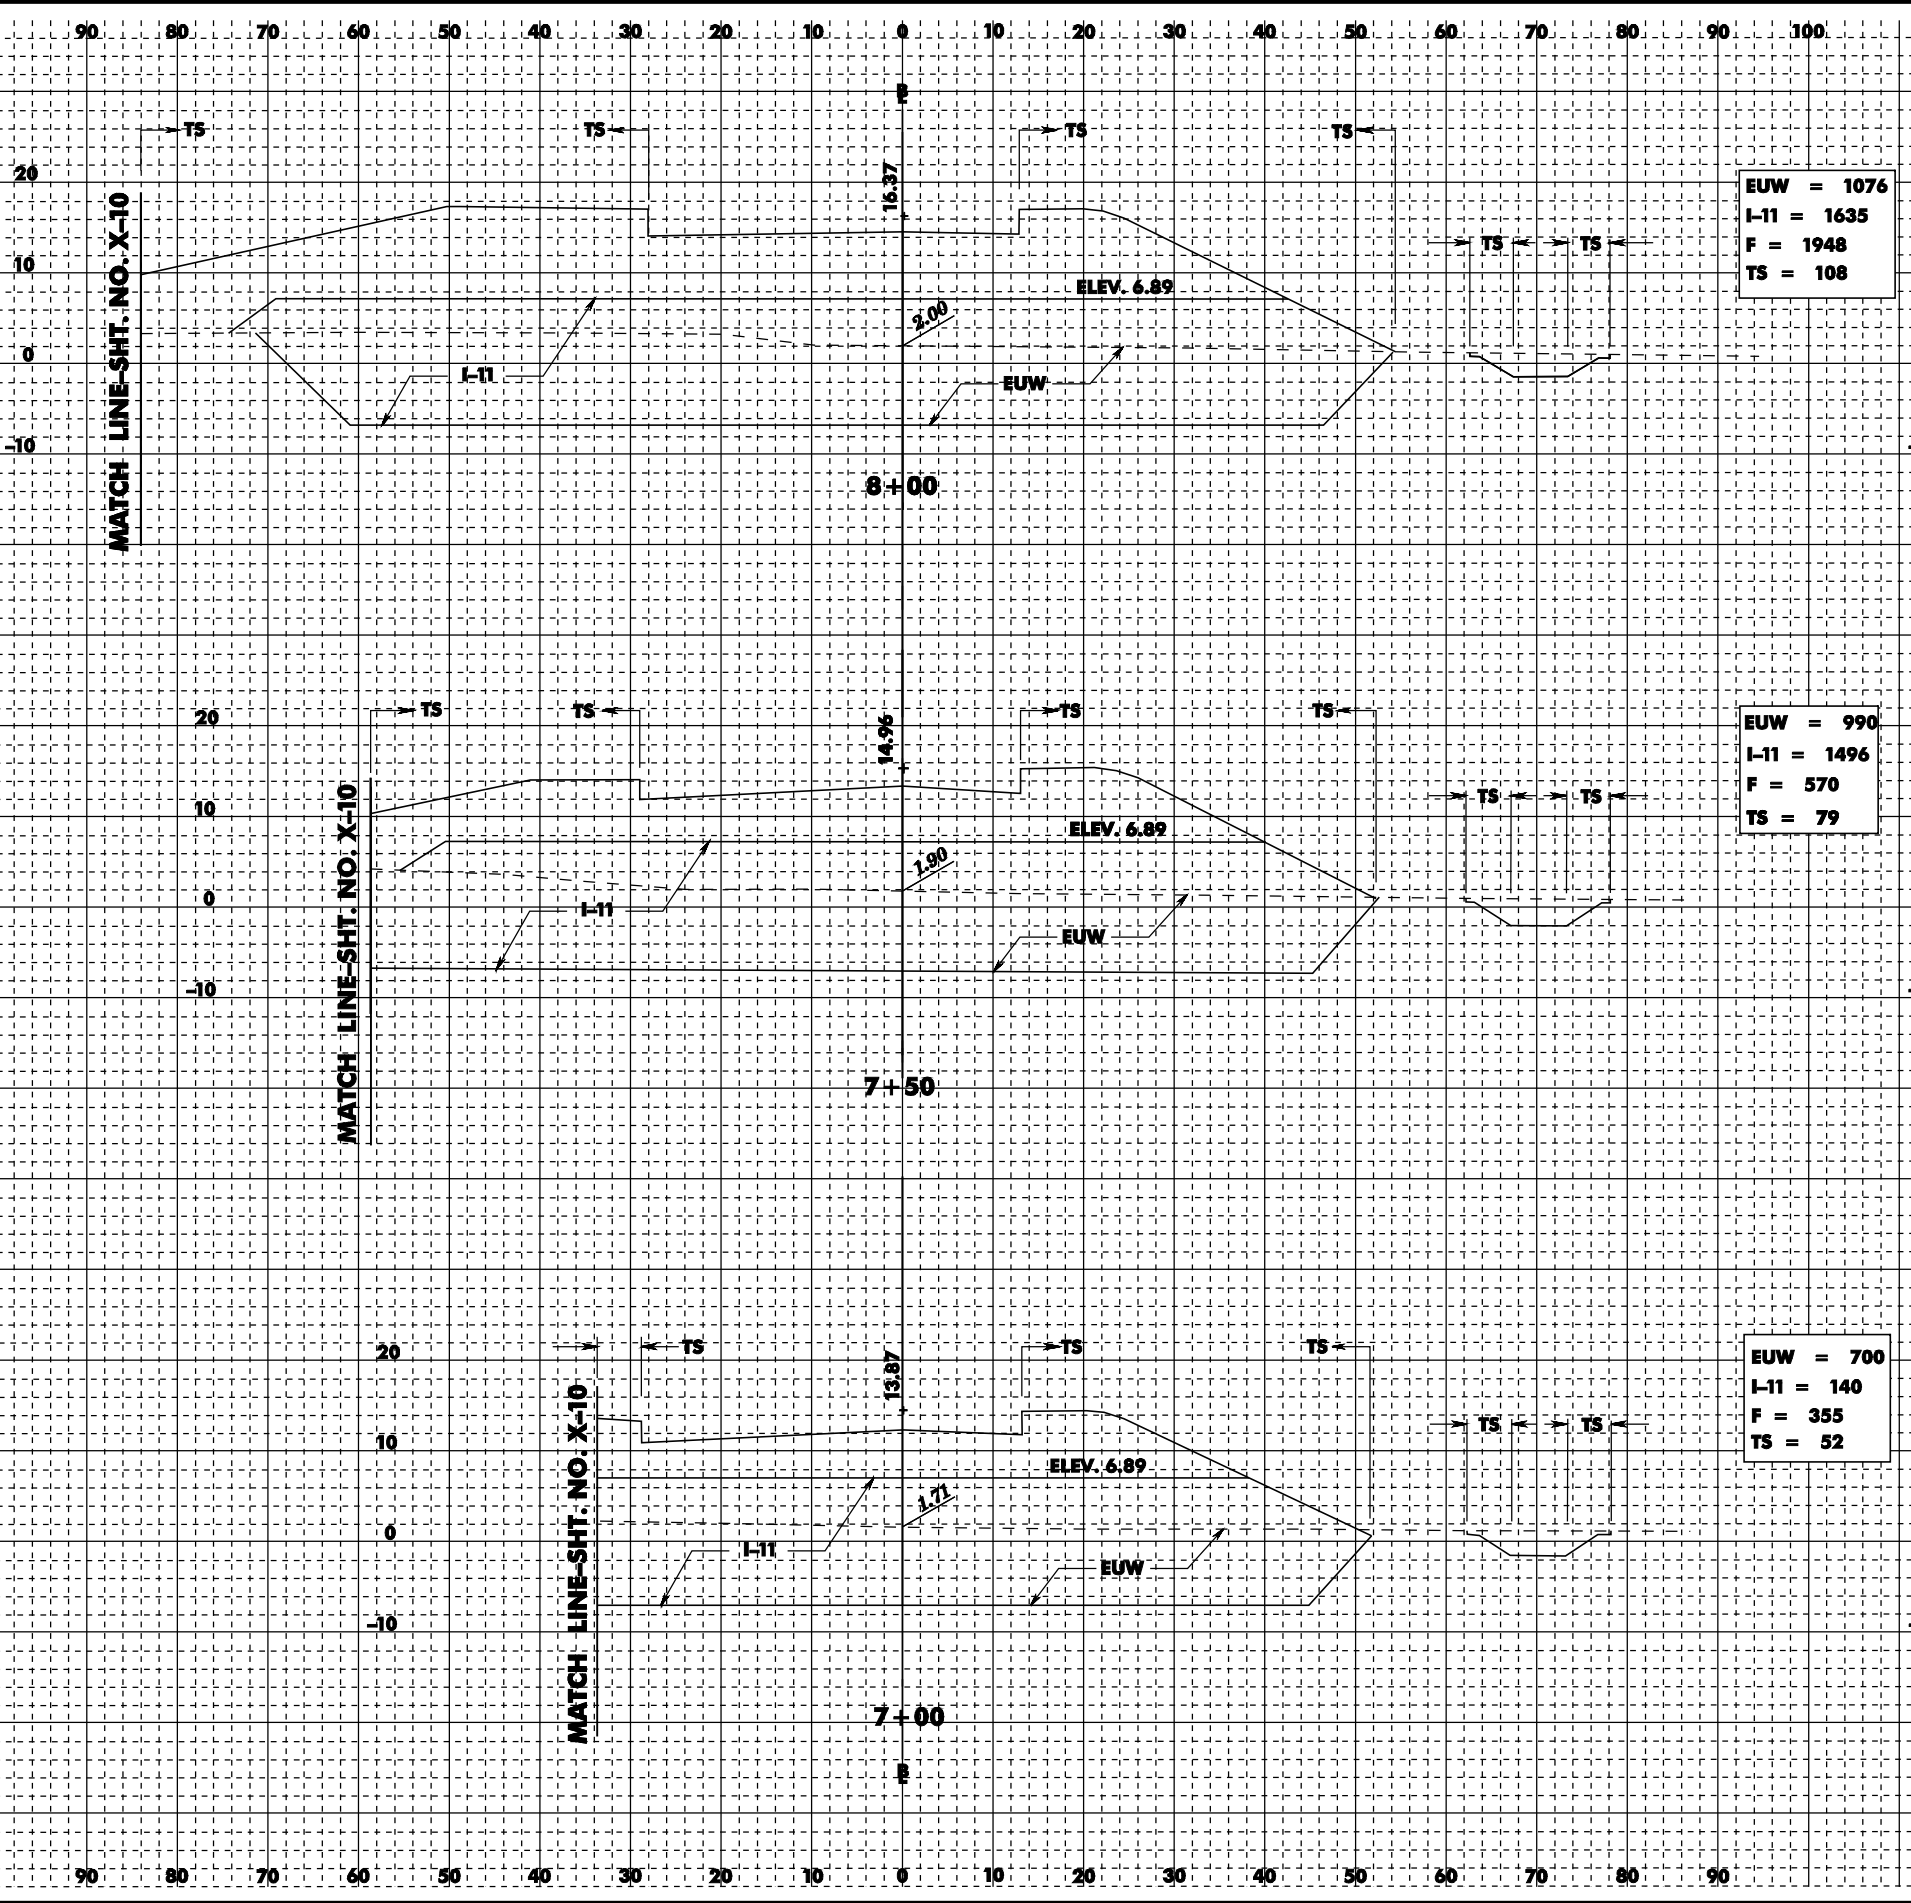 90 80 70 60 50 40 30 20 10 0 10 20 30 40 50 60 70 80 90 100
TS TS TS TS
20
10
0
–10
MATCH LINE–SHT. NO. X–10
16.37
ELEV. 6.89
2.00
I–11
EUW
TS TS
EUW = 1076
I–11 = 1635
F = 1948
TS = 108
8+00
TS TS TS TS
20
10
0
–10
MATCH LINE–SHT. NO. X–10
14.96
ELEV. 6.89
1.90
I–11
EUW
TS TS
EUW = 990
I–11 = 1496
F = 570
TS = 79
7+50
TS TS TS
20
10
0
–10
MATCH LINE–SHT. NO. X–10
13.87
ELEV. 6.89
1.71
I–11
EUW
TS TS
EUW = 700
I–11 = 140
F = 355
TS = 52
7+00
90 80 70 60 50 40 30 20 10 0 10 20 30 40 50 60 70 80 90